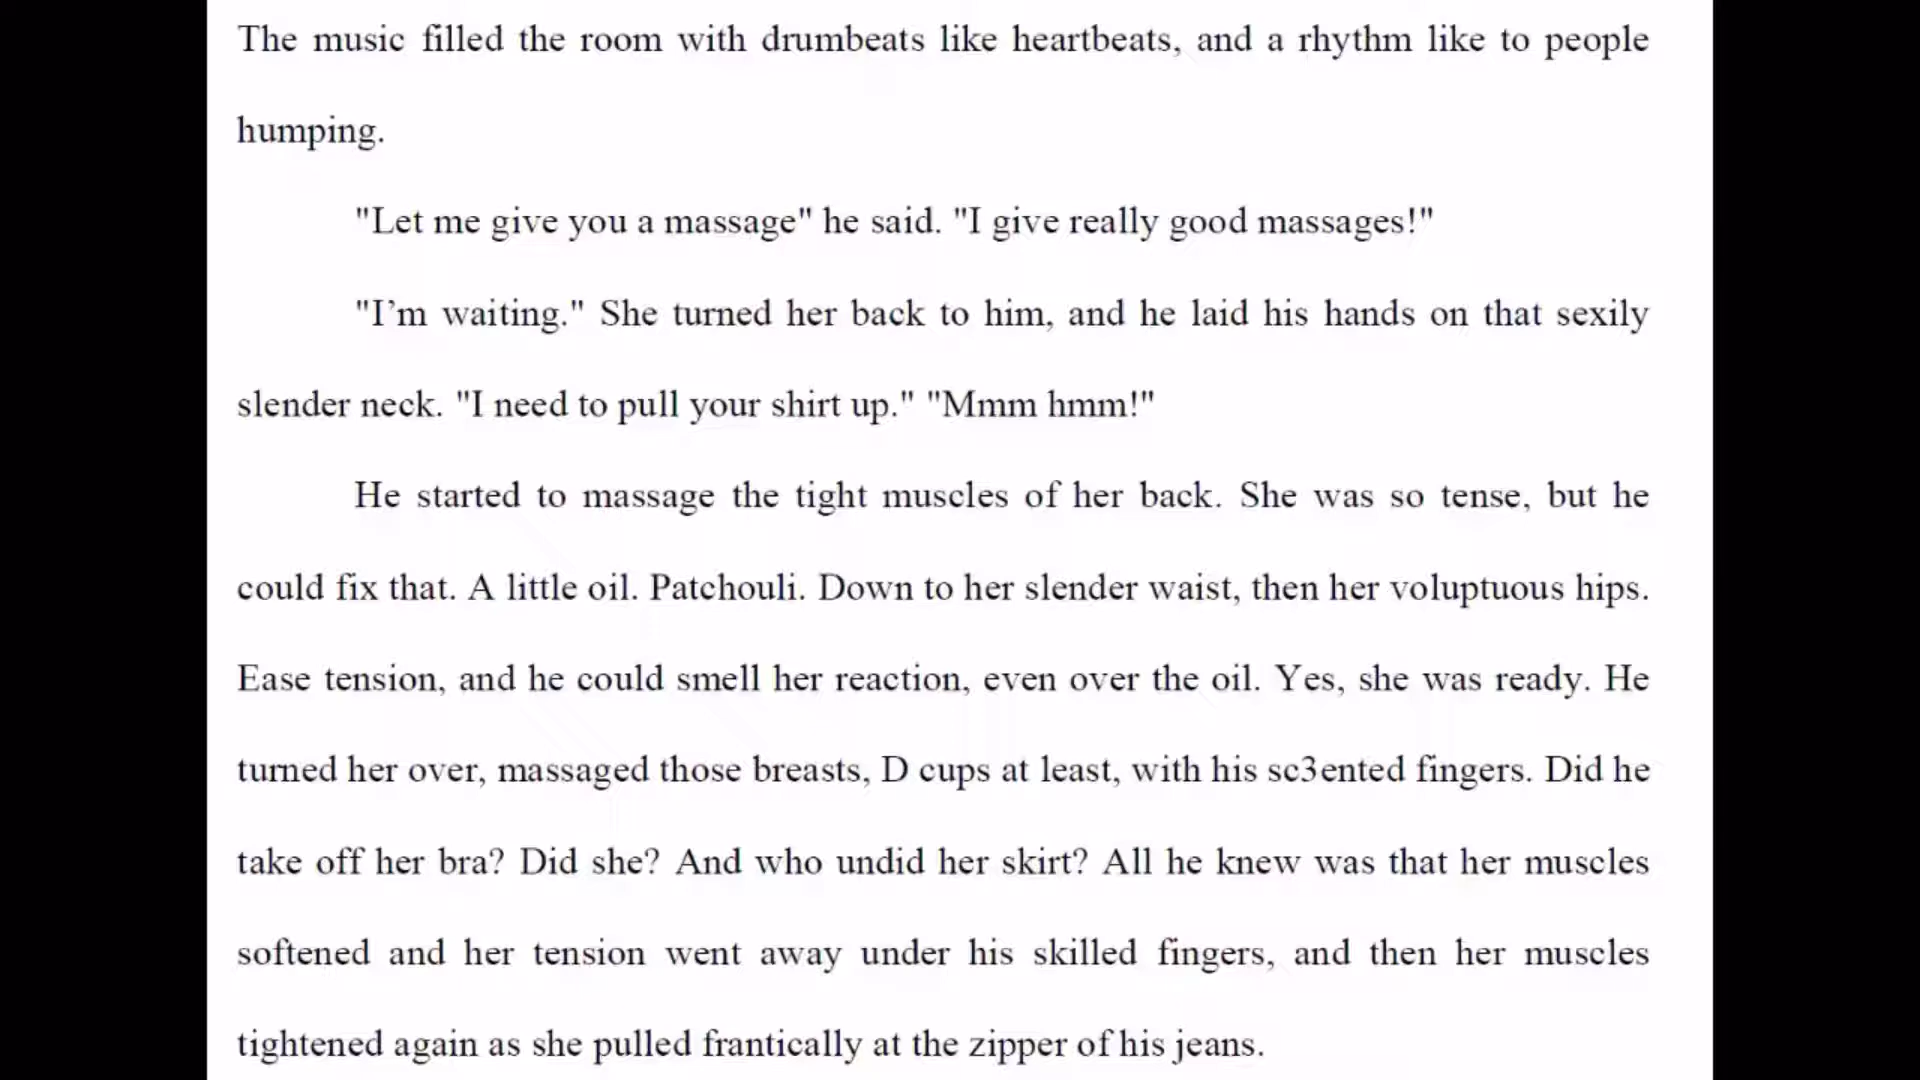 The music filled the room with drumbeats like heartbeats, and a rhythm like to people
humping.
"Let me give you a massage" he said. "I give really good massages!"
"I’m waiting." She turned her back to him, and he laid his hands on that sexily
slender neck. "I need to pull your shirt up." "Mmm hmm!"
He started to massage the tight muscles of her back. She was so tense, but he
could fix that. A little oil. Patchouli. Down to her slender waist, then her voluptuous hips.
Ease tension, and he could smell her reaction, even over the oil. Yes, she was ready. He
turned her over, massaged those breasts, D cups at least, with his sc3ented fingers. Did he
take off her bra? Did she? And who undid her skirt? All he knew was that her muscles
softened and her tension went away under his skilled fingers, and then her muscles
tightened again as she pulled frantically at the zipper of his jeans.